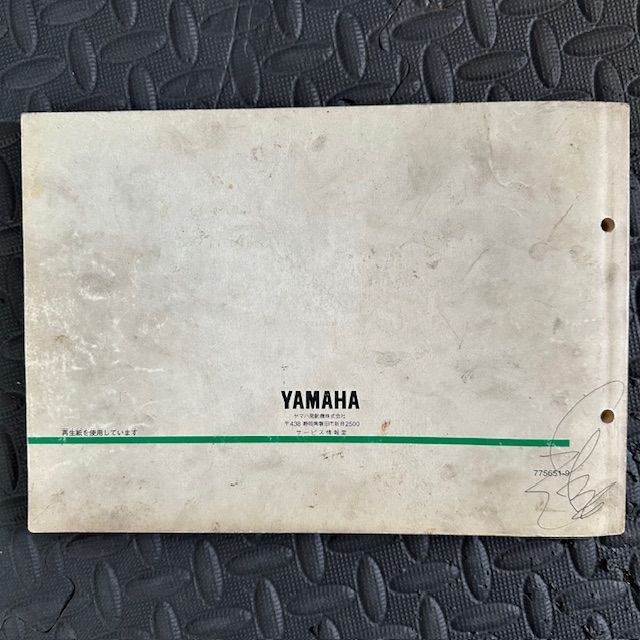 YAMAHA
ヤマハ発動機株式会社
〒438 静岡県磐田市新貝2500
サービス情報室
再生紙を使用しています
775651-9